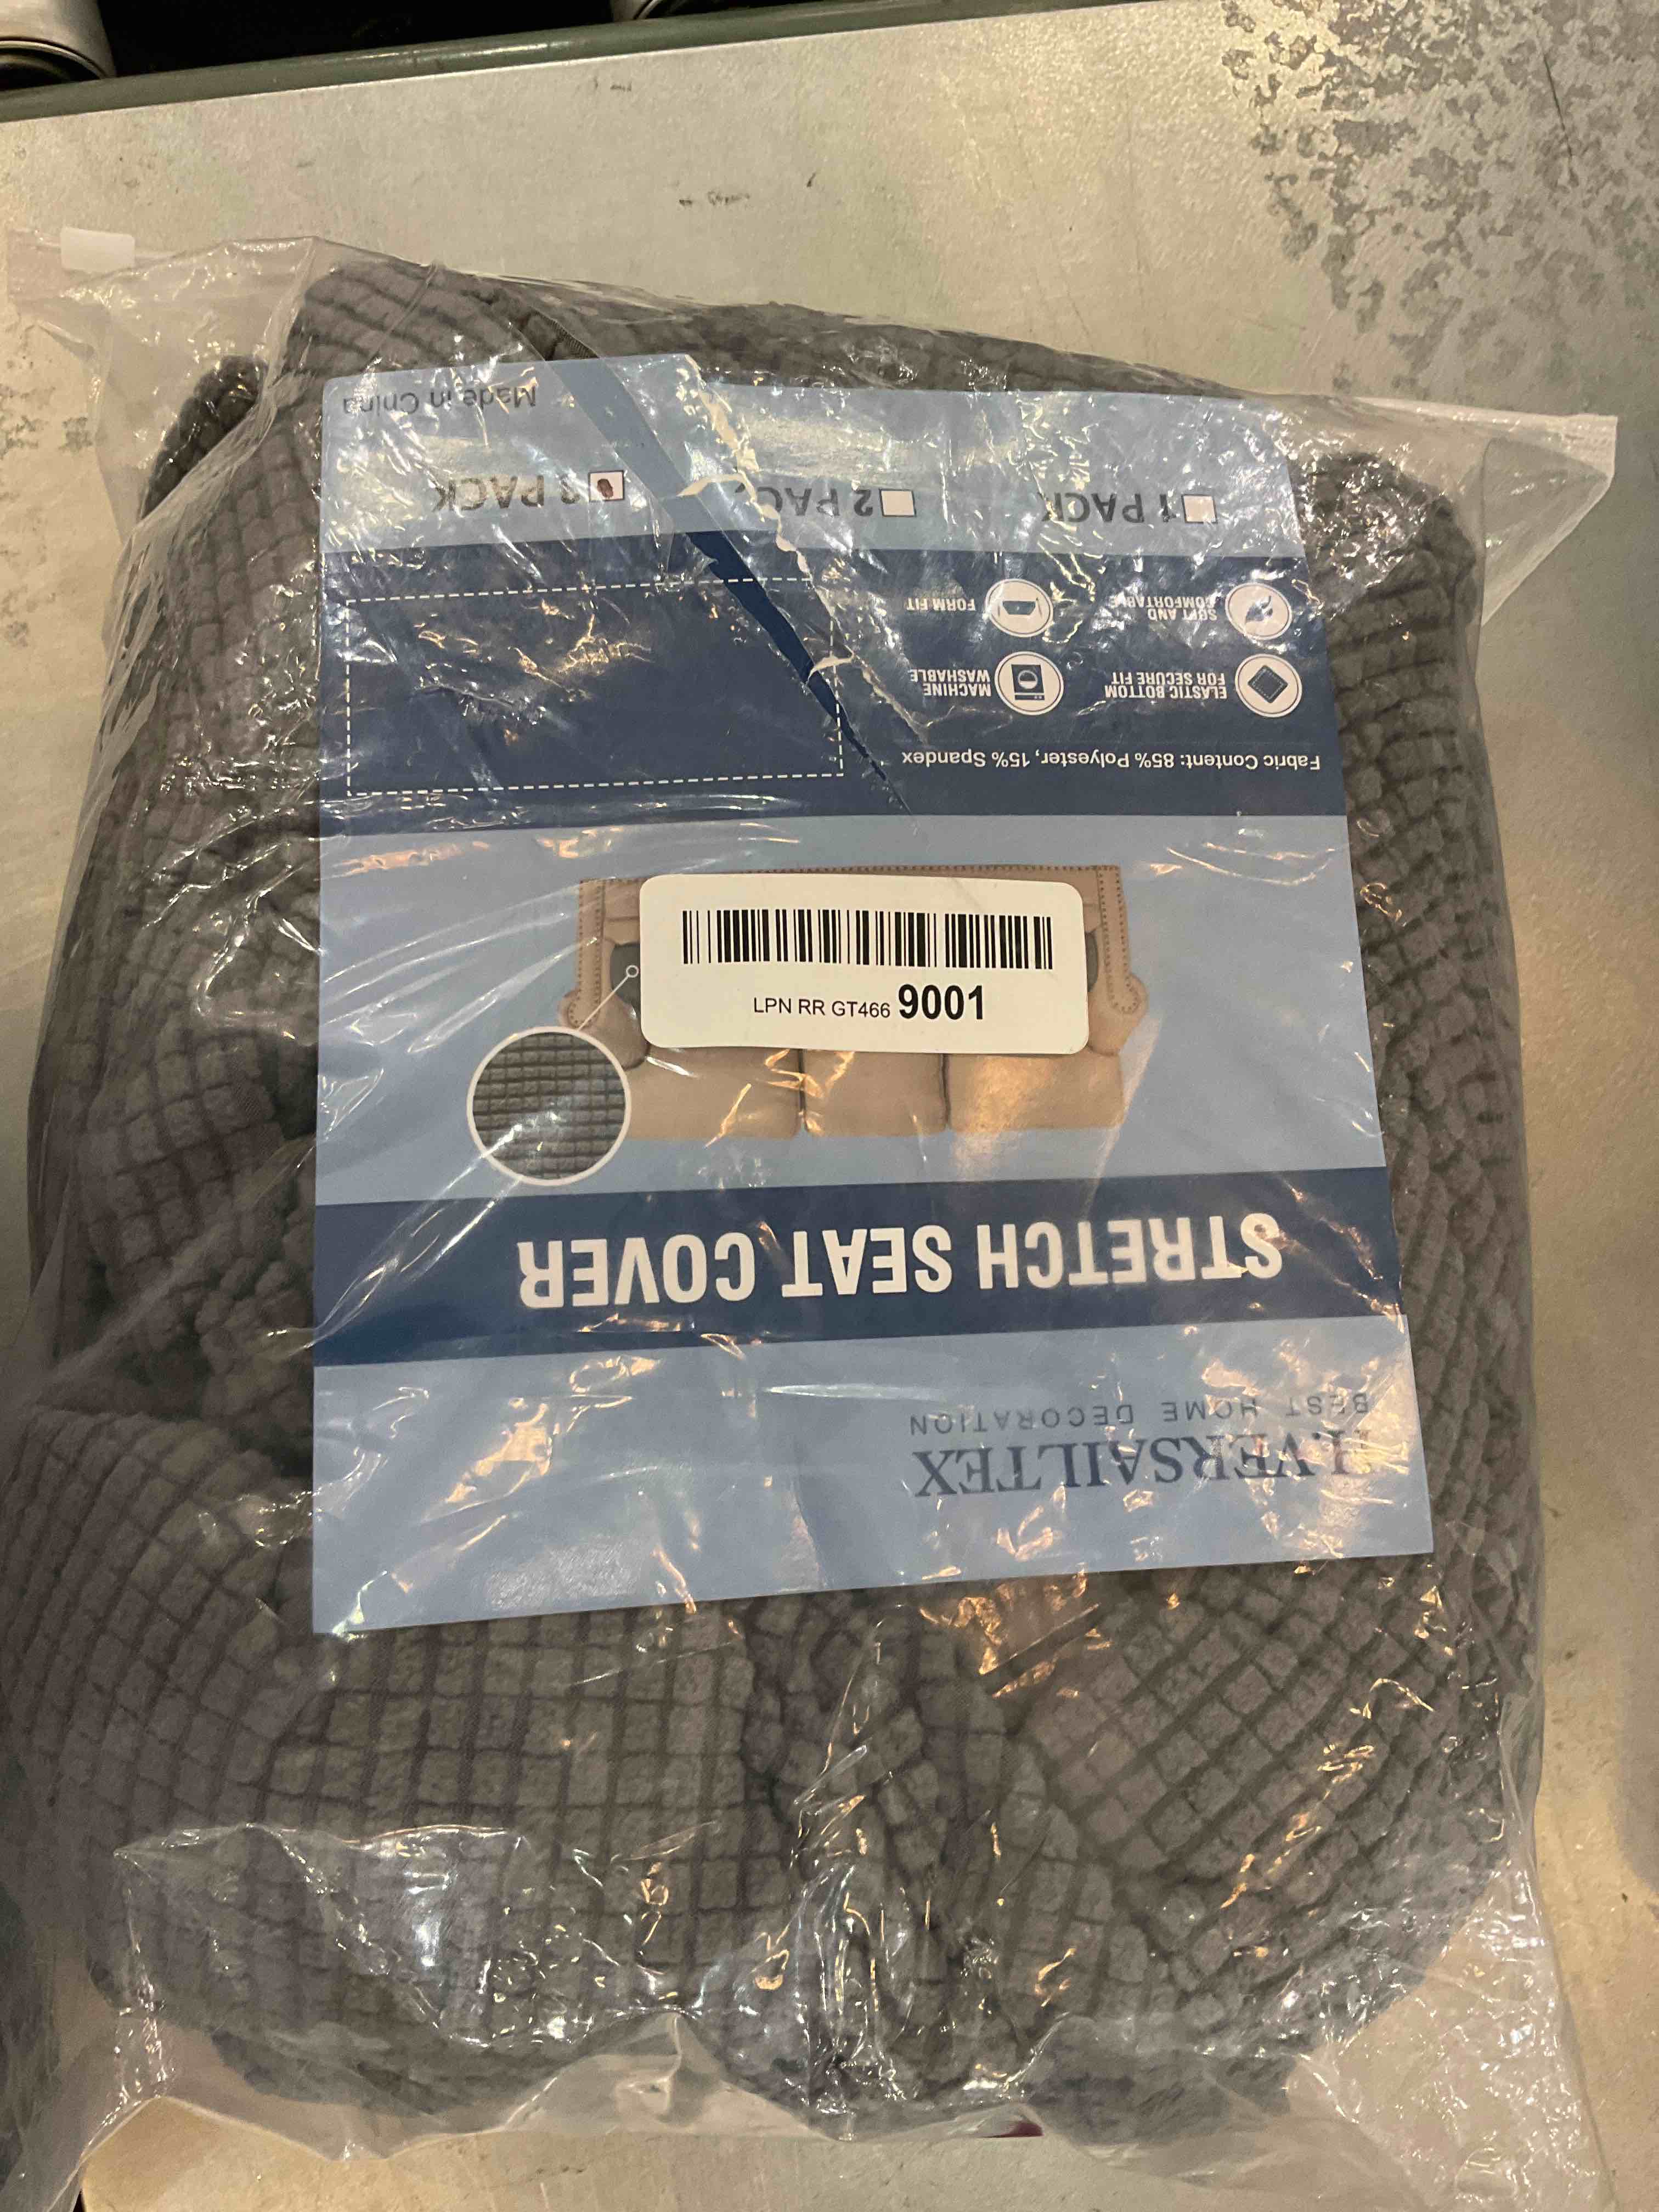 H.VERSAILTEX
BEST HOME DECORATION
STRETCH SEAT COVER
LPN RR GT466 9001
Fabric Content: 85% Polyester, 15% Spandex
ELASTIC BOTTOM
FOR SECURE FIT
MACHINE
WASHABLE
SOFT AND
COMFORTABLE
FORM FIT
1 PACK
2 PACK
3 PACK
Made in China